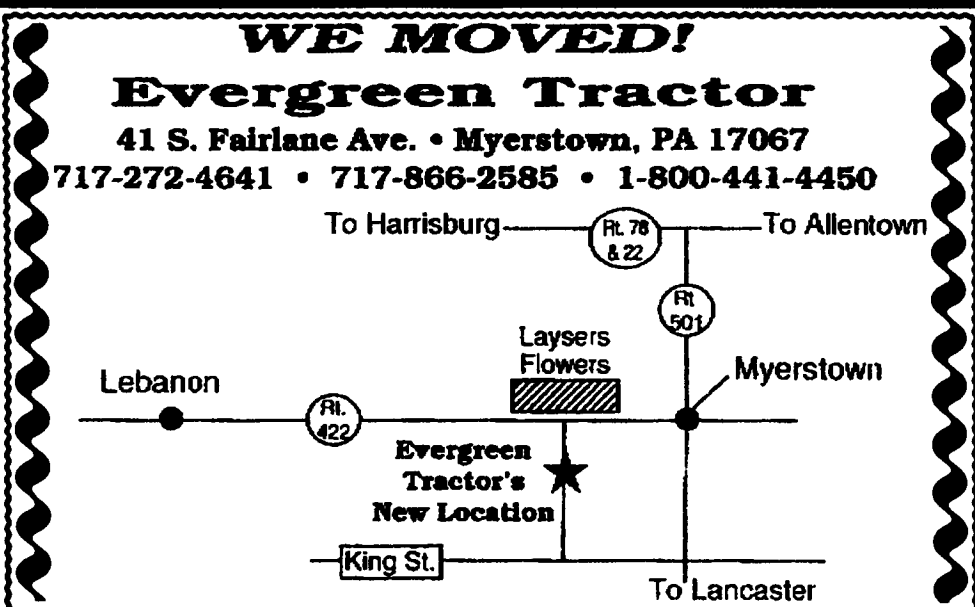 WE MOVED!
Evergreen Tractor
41 S. Fairlane Ave. • Myerstown, PA 17067
717-272-4641 • 717-866-2585 • 1-800-441-4450
To Harrisburg
Rt. 78
& 22
To Allentown
Rt
501
Laysers
Flowers
Lebanon
Myerstown
Rt.
422
Evergreen
Tractor's
New Location
King St.
To Lancaster